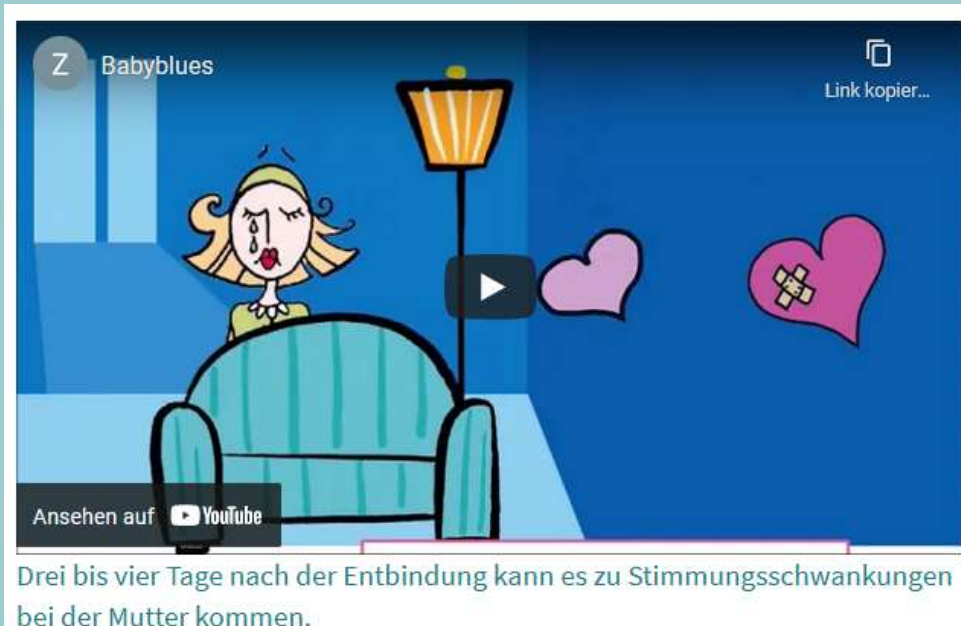 Z Babyblues
Link kopier...
Ansehen auf YouTube
Drei bis vier Tage nach der Entbindung kann es zu Stimmungsschwankungen
bei der Mutter kommen.